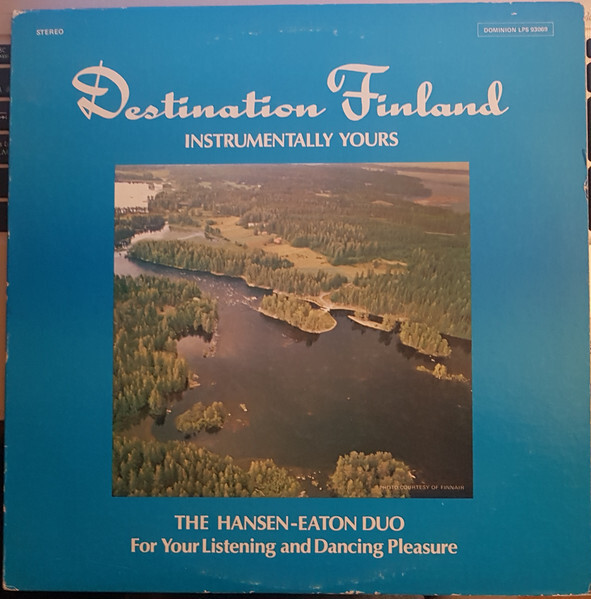 STEREO
DOMINION LPS 93069
Destination Finland
INSTRUMENTALLY YOURS
PHOTO COURTESY OF FINNAIR
THE HANSEN-EATON DUO
For Your Listening and Dancing Pleasure